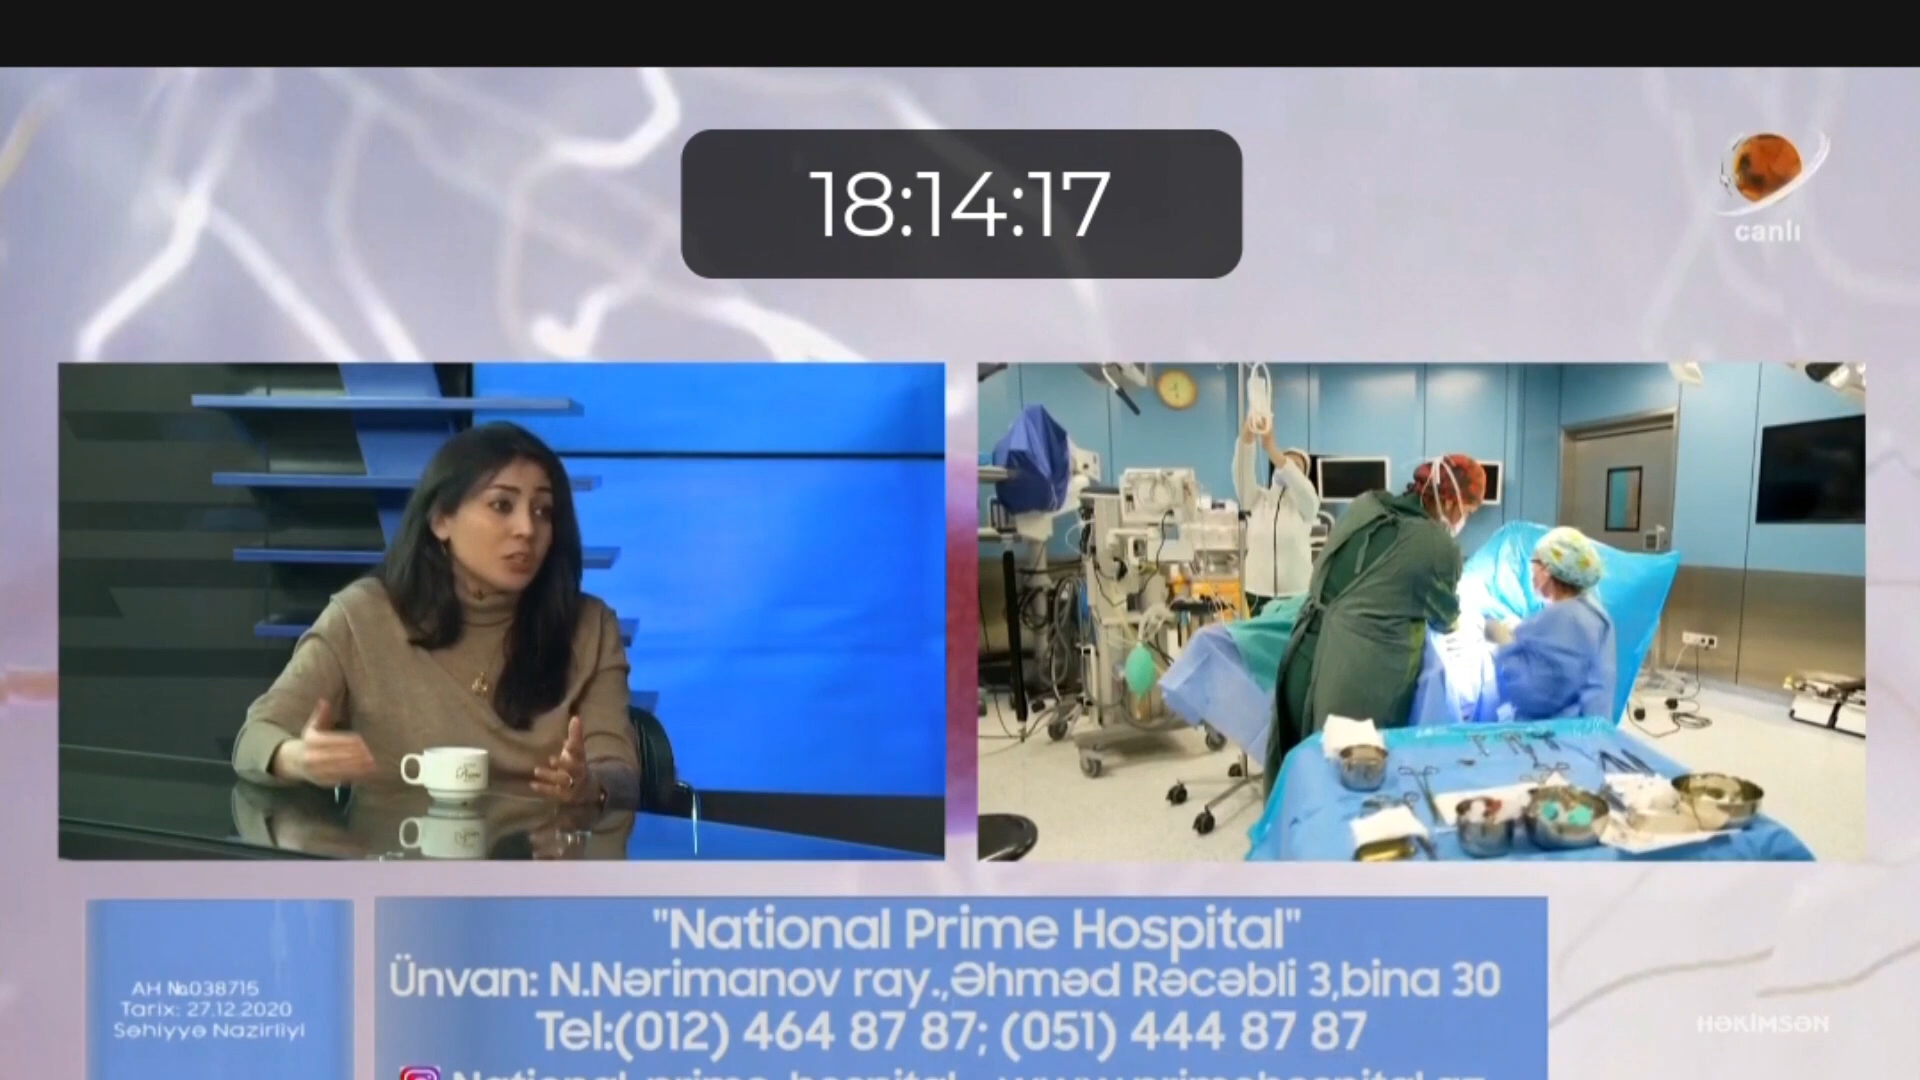 18:14:17
canlı
AH №038715
Tarix: 27.12.2020
Səhiyyə Nazirliyi
"National Prime Hospital"
Ünvan: N.Nərimanov ray.,Əhməd Rəcəbli 3,bina 30
Tel:(012) 464 87 87; (051) 444 87 87
HƏKİMSƏN